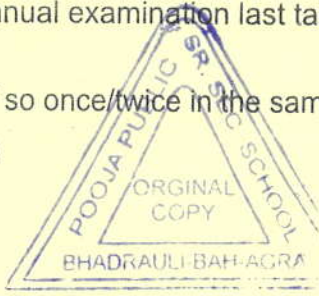 nnual examination last ta
so once/twice in the sam
POOJA PUBLIC SR. SEC SCHOOL
ORGINAL
COPY
BHADRAULI-BAH-AGRA